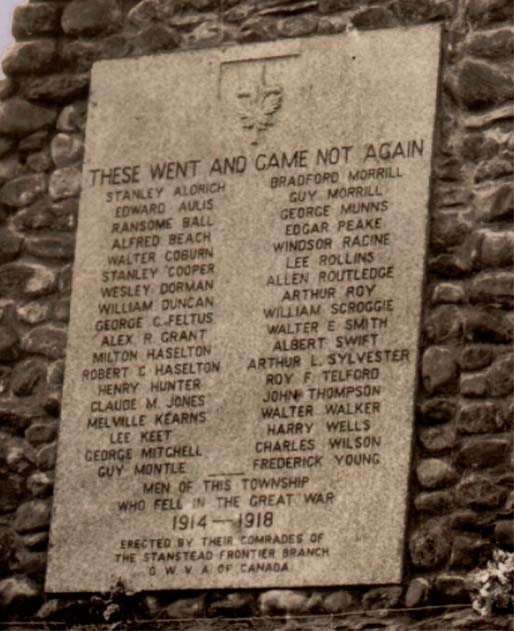 THESE WENT AND CAME NOT AGAIN
STANLEY ALDRICH
EDWARD AULIS
RANSOME BALL
ALFRED BEACH
WALTER COBURN
STANLEY COOPER
WESLEY DORMAN
WILLIAM DUNCAN
GEORGE C. FELTUS
ALEX R. GRANT
MILTON HASELTON
ROBERT C HASELTON
HENRY HUNTER
CLAUDE M. JONES
MELVILLE KEARNS
LEE KEET
GEORGE MITCHELL
GUY MONTLE
BRADFORD MORRILL
GUY MORRILL
GEORGE MUNNS
EDGAR PEAKE
WINDSOR RACINE
LEE ROLLINS
ALLEN ROUTLEDGE
ARTHUR ROY
WILLIAM SCROGGIE
WALTER E SMITH
ALBERT SWIFT
ARTHUR L. SYLVESTER
ROY F. TELFORD
JOHN THOMPSON
WALTER WALKER
HARRY WELLS
CHARLES WILSON
FREDERICK YOUNG
MEN OF THIS TOWNSHIP
WHO FELL IN THE GREAT WAR
1914—1918
ERECTED BY THEIR COMRADES OF
THE STANSTEAD FRONTIER BRANCH
G. W. V. A. OF CANADA